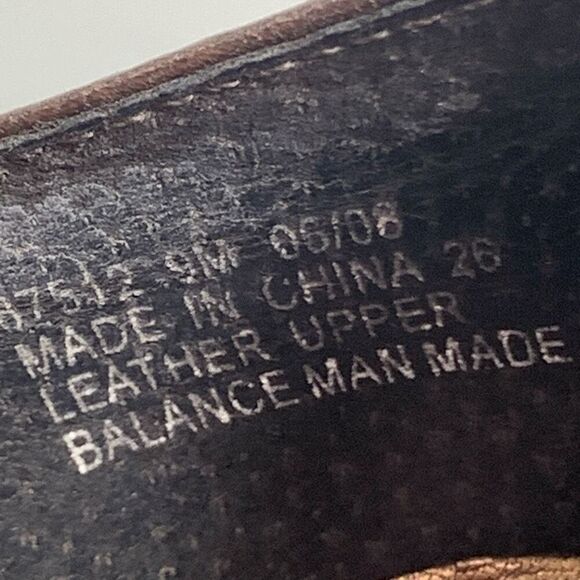 9M 06/08
MADE IN CHINA 26
LEATHER UPPER
BALANCE MAN MADE